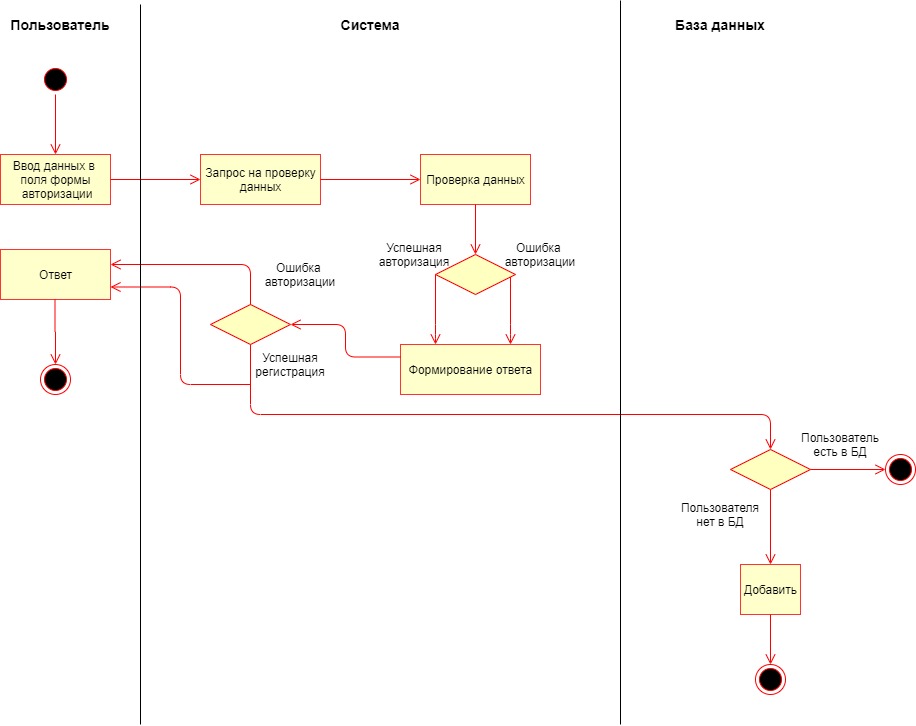 Пользователь
Система
База данных
Ввод данных в
поля формы
авторизации
Запрос на проверку
данных
Проверка данных
Успешная
авторизация
Ошибка
авторизации
Ответ
Ошибка
авторизации
Успешная
регистрация
Формирование ответа
Пользователь
есть в БД
Пользователя
нет в БД
Добавить